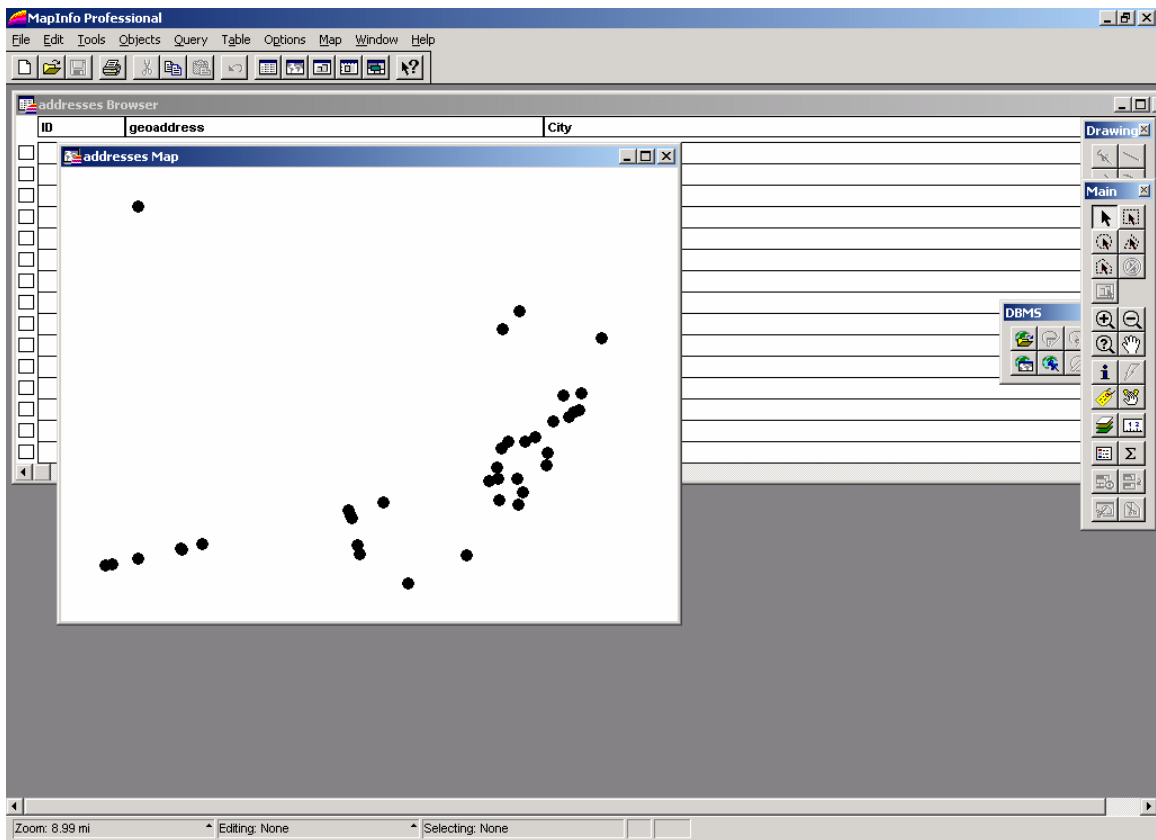 MapInfo Professional
File Edit Tools Objects Query Table Options Map Window Help
addresses Browser
ID geoaddress City
Drawing
addresses Map
Main
DBMS
Zoom: 8.99 mi Editing: None Selecting: None